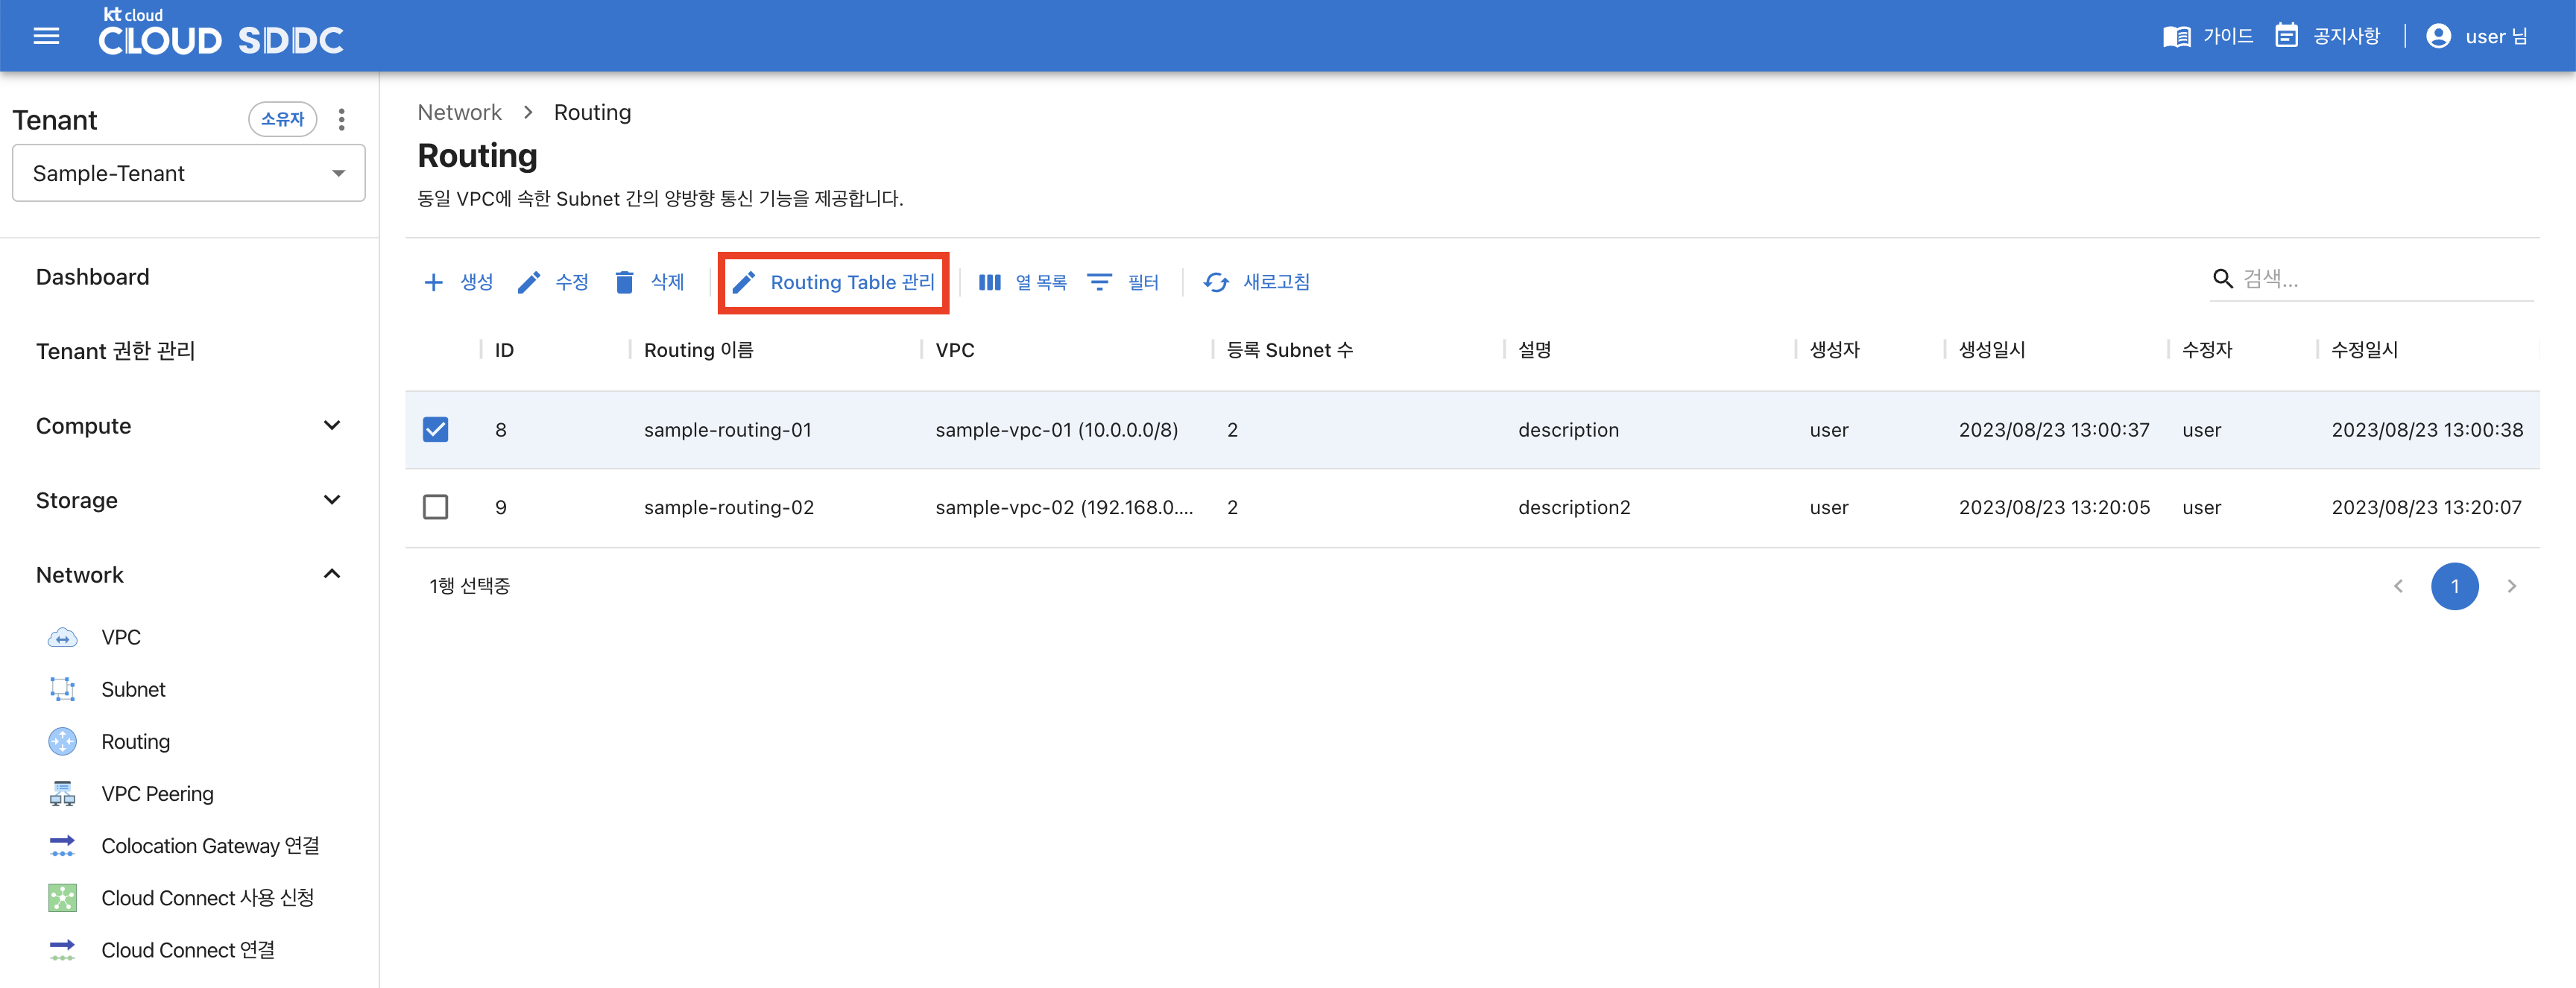 kt cloud
CLOUD SDDC
가이드
공지사항
user 님
Tenant
소유자
Sample-Tenant
Dashboard
Tenant 권한 관리
Compute
Storage
Network
VPC
Subnet
Routing
VPC Peering
Colocation Gateway 연결
Cloud Connect 사용 신청
Cloud Connect 연결
Network > Routing
Routing
동일 VPC에 속한 Subnet 간의 양방향 통신 기능을 제공합니다.
생성 수정 삭제 Routing Table 관리 열 목록 필터 새로고침 검색...
ID Routing 이름 VPC 등록 Subnet 수 설명 생성자 생성일시 수정자 수정일시
8 sample-routing-01 sample-vpc-01 (10.0.0.0/8) 2 description user 2023/08/23 13:00:37 user 2023/08/23 13:00:38
9 sample-routing-02 sample-vpc-02 (192.168.0.... 2 description2 user 2023/08/23 13:20:05 user 2023/08/23 13:20:07
1행 선택중
1